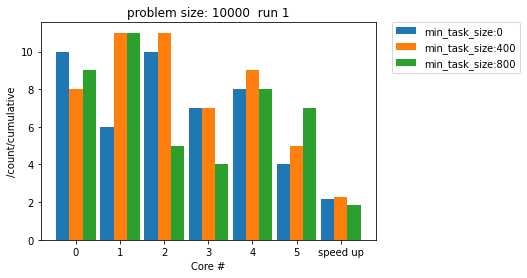 problem size: 10000  run 1
/count/cumulative
10
8
6
4
2
0
0 1 2 3 4 5 speed up
Core #
min_task_size:0
min_task_size:400
min_task_size:800